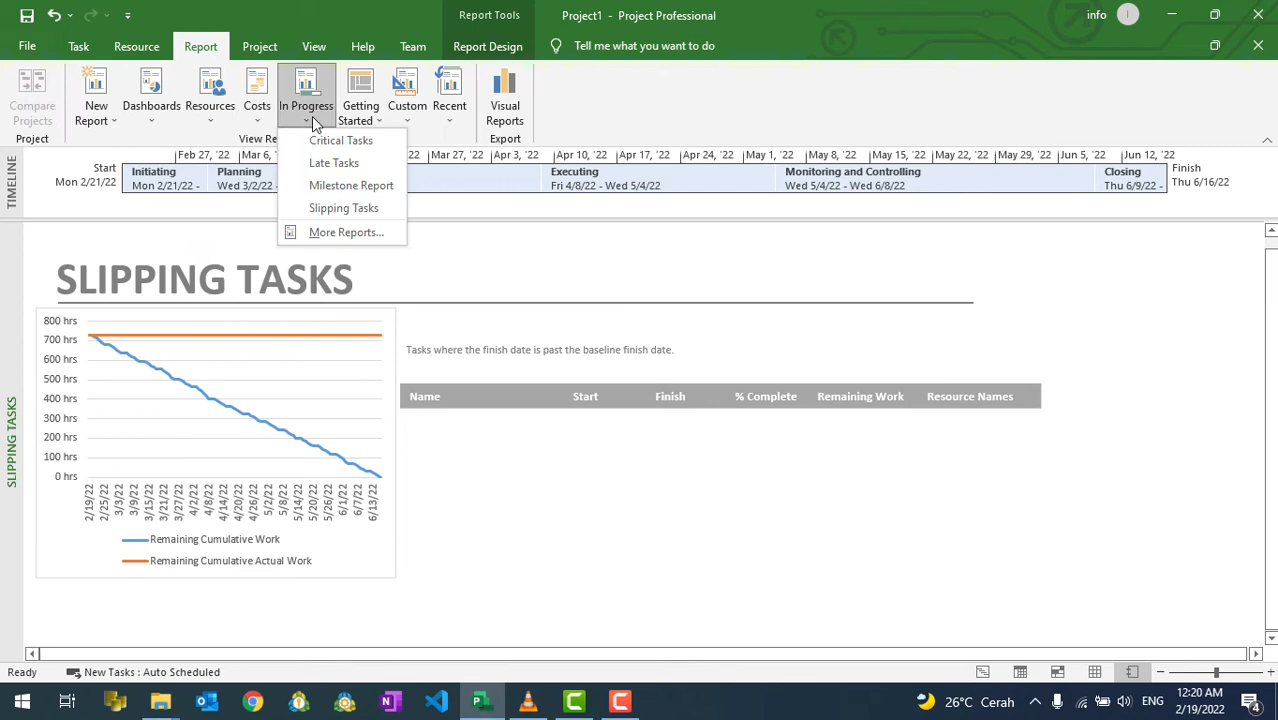 Report Tools
Project1 - Project Professional
info
I
File
Task
Resource
Report
Project
View
Help
Team
Report Design
Tell me what you want to do
Compare Projects
New Report
Dashboards
Resources
Costs
In Progress
Getting Started
Custom
Recent
Visual Reports
Project
View Re
Export
Critical Tasks
Late Tasks
Milestone Report
Slipping Tasks
More Reports...
TIMELINE
Feb 27, '22
Mar 6,
Mar 27, '22
Apr 3, '22
Apr 10, '22
Apr 17, '22
Apr 24, '22
May 1, '22
May 8, '22
May 15, '22
May 22, '22
May 29, '22
Jun 5, '22
Jun 12, '22
Start
Mon 2/21/22
Initiating
Mon 2/21/22 -
Planning
Wed 3/2/22 -
Executing
Fri 4/8/22 - Wed 5/4/22
Monitoring and Controlling
Wed 5/4/22 - Wed 6/8/22
Closing
Thu 6/9/22 -
Finish
Thu 6/16/22
SLIPPING TASKS
SLIPPING TASKS
800 hrs
700 hrs
600 hrs
500 hrs
400 hrs
300 hrs
200 hrs
100 hrs
0 hrs
2/19/22
2/25/22
3/3/22
3/9/22
3/15/22
3/21/22
3/27/22
4/2/22
4/8/22
4/14/22
4/20/22
4/26/22
5/2/22
5/8/22
5/14/22
5/20/22
5/26/22
6/1/22
6/7/22
6/13/22
Remaining Cumulative Work
Remaining Cumulative Actual Work
Tasks where the finish date is past the baseline finish date.
Name Start Finish % Complete Remaining Work Resource Names
Ready
New Tasks : Auto Scheduled
26°C Cerah
12:20 AM
2/19/2022
4